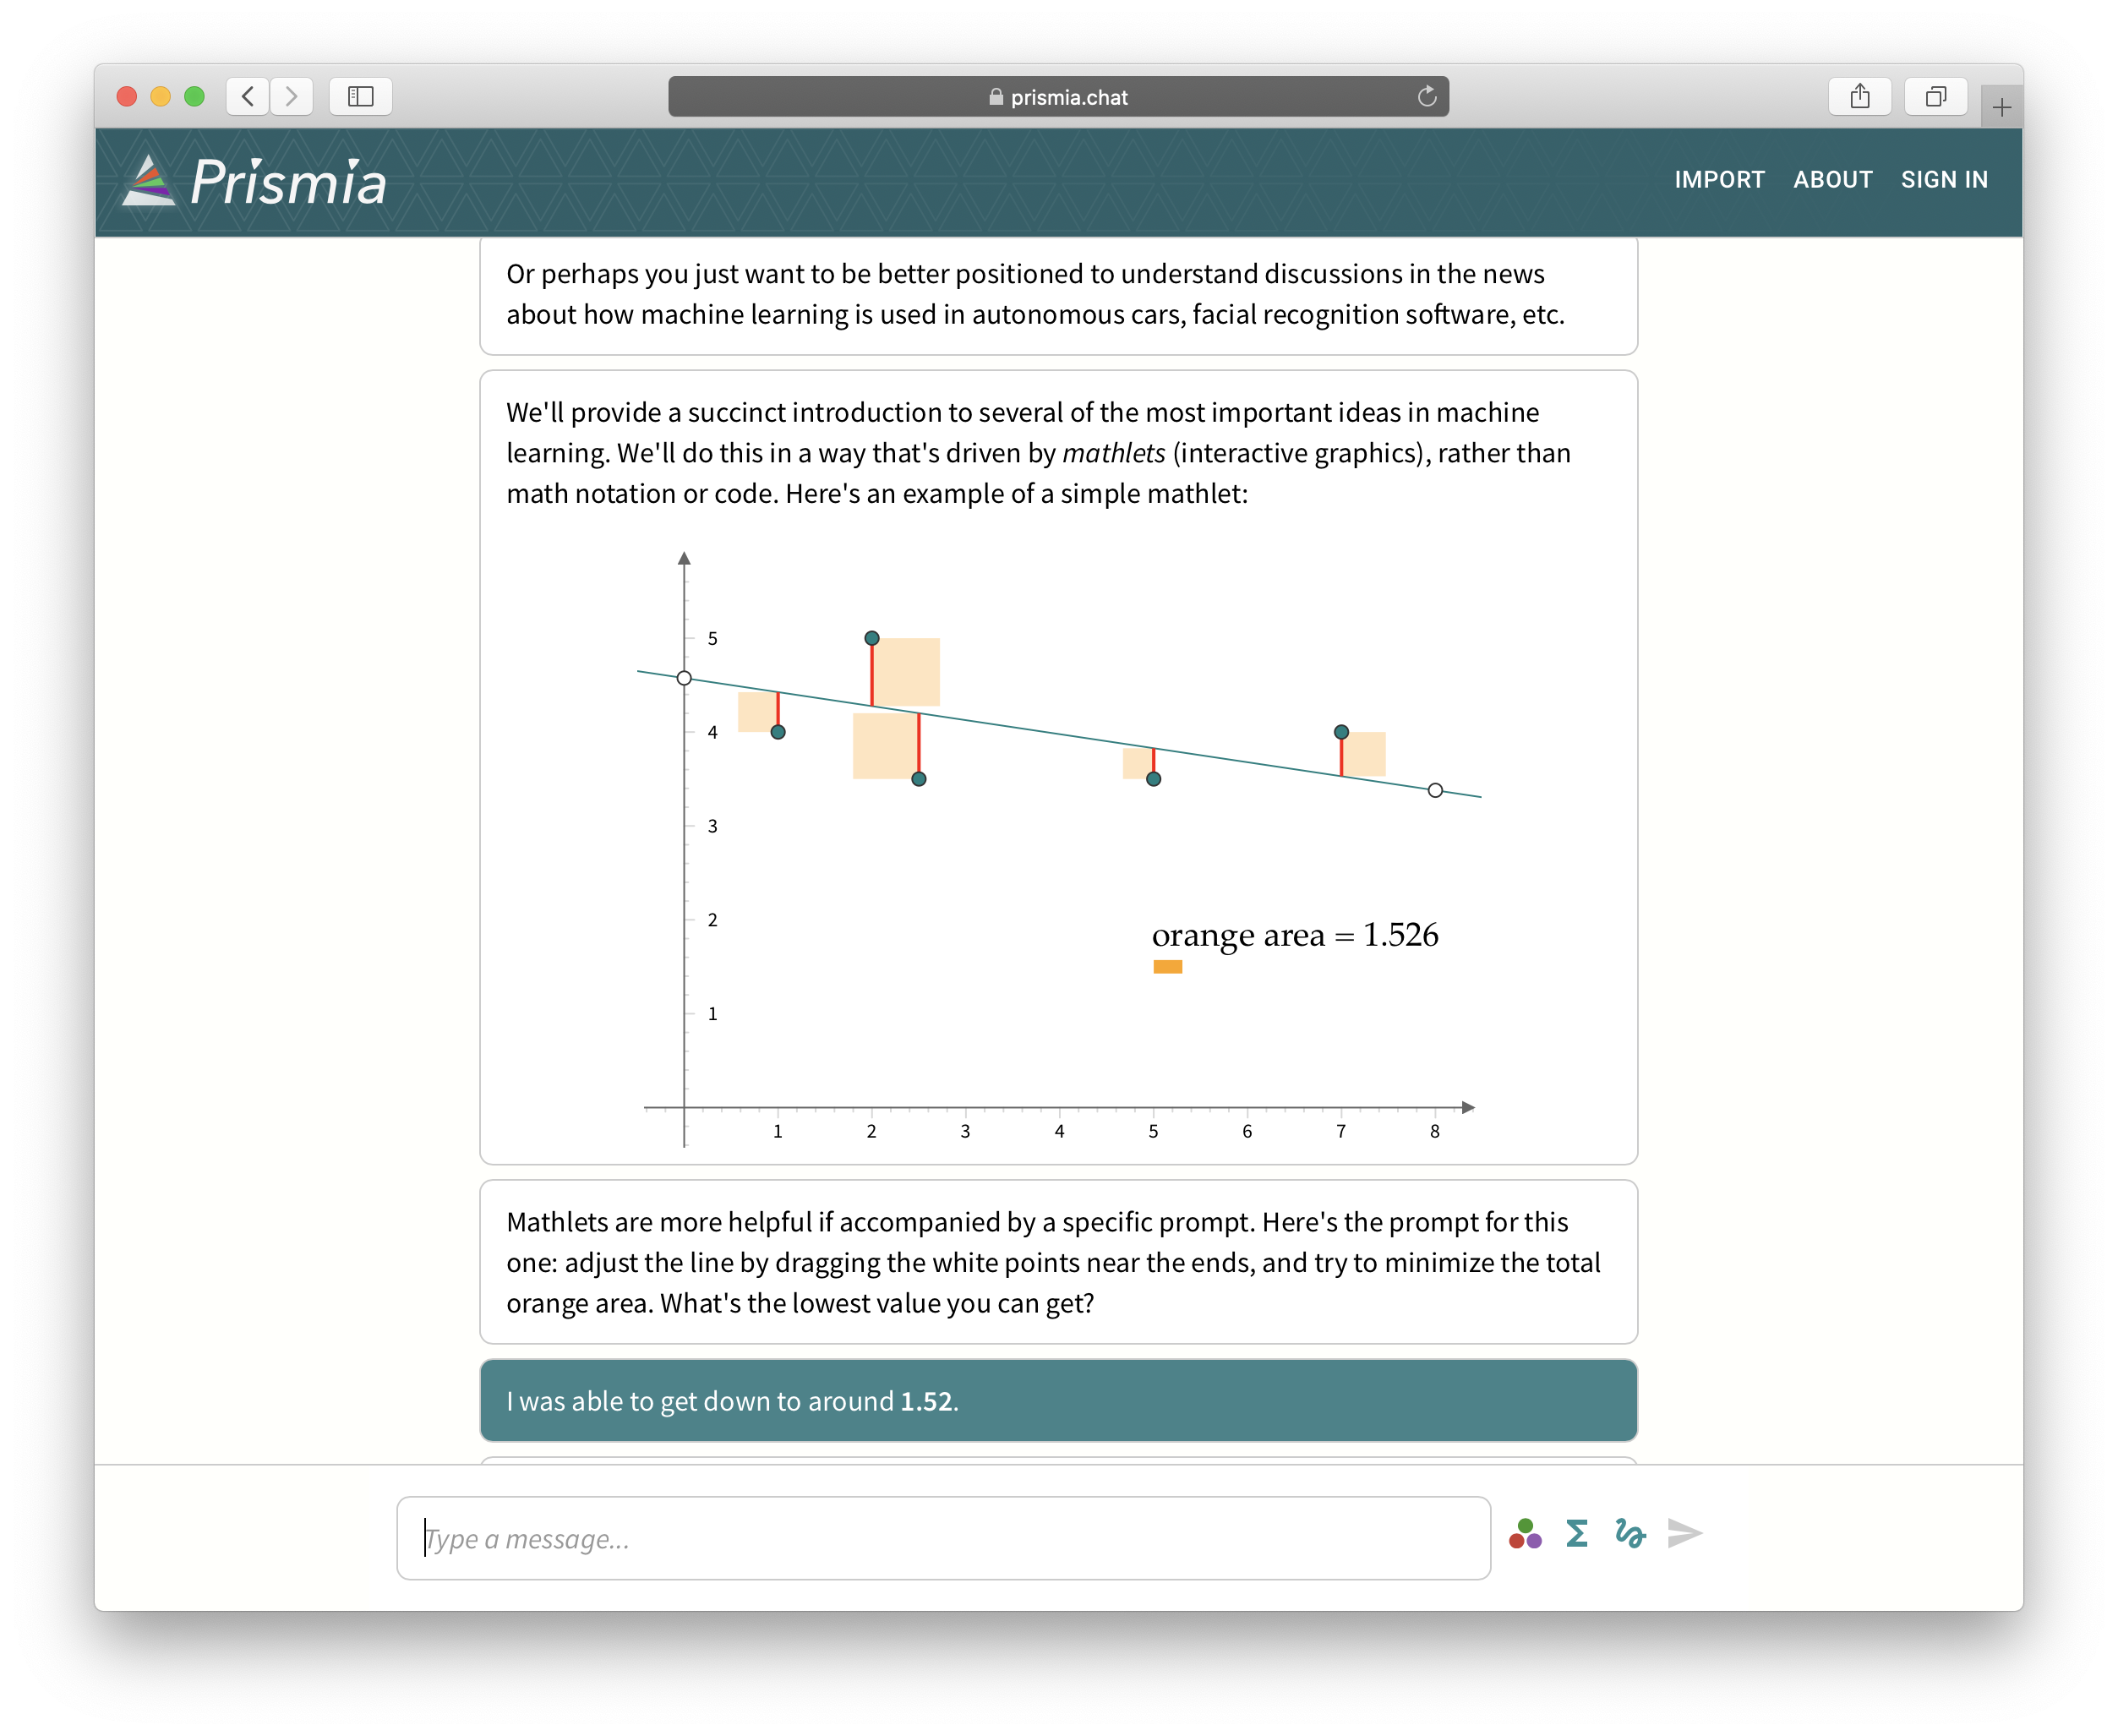 prismia.chat
Prismia
IMPORT ABOUT SIGN IN
Or perhaps you just want to be better positioned to understand discussions in the news
about how machine learning is used in autonomous cars, facial recognition software, etc.
We'll provide a succinct introduction to several of the most important ideas in machine
learning. We'll do this in a way that's driven by mathlets (interactive graphics), rather than
math notation or code. Here's an example of a simple mathlet:
5
4
3
2
orange area = 1.526
1
1 2 3 4 5 6 7 8
Mathlets are more helpful if accompanied by a specific prompt. Here's the prompt for this
one: adjust the line by dragging the white points near the ends, and try to minimize the total
orange area. What's the lowest value you can get?
I was able to get down to around 1.52.
Type a message...
Σ